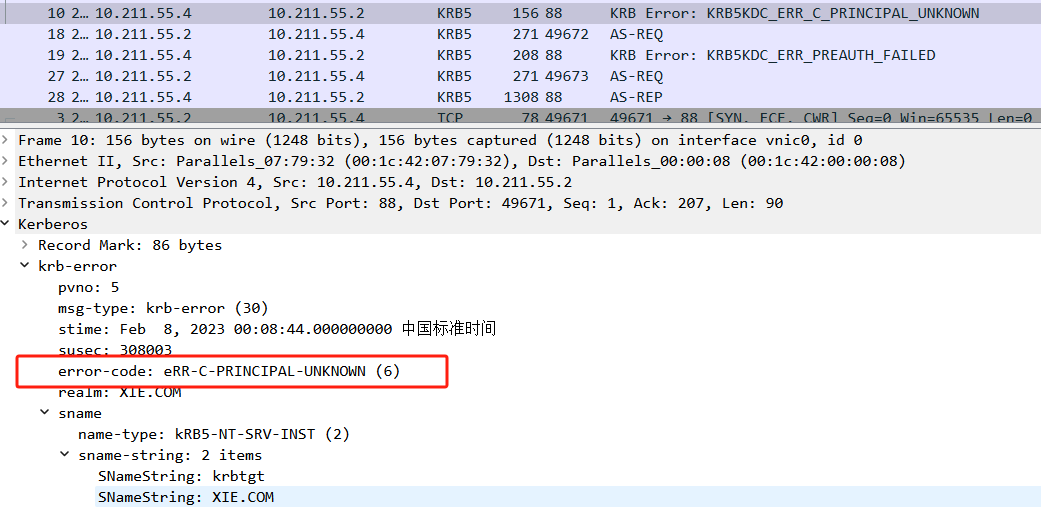 10 2… 10.211.55.4 10.211.55.2 KRB5 156 88 KRB Error: KRB5KDC_ERR_C_PRINCIPAL_UNKNOWN
18 2… 10.211.55.2 10.211.55.4 KRB5 271 49672 AS-REQ
19 2… 10.211.55.4 10.211.55.2 KRB5 208 88 KRB Error: KRB5KDC_ERR_PREAUTH_FAILED
27 2… 10.211.55.2 10.211.55.4 KRB5 271 49673 AS-REQ
28 2… 10.211.55.4 10.211.55.2 KRB5 1308 88 AS-REP
3 2… 10.211.55.2 10.211.55.4 TCP 78 49671 49671 → 88 [SYN, ECE, CWR] Seq=0 Win=65535 Len=0
Frame 10: 156 bytes on wire (1248 bits), 156 bytes captured (1248 bits) on interface vnic0, id 0
Ethernet II, Src: Parallels_07:79:32 (00:1c:42:07:79:32), Dst: Parallels_00:00:08 (00:1c:42:00:00:08)
Internet Protocol Version 4, Src: 10.211.55.4, Dst: 10.211.55.2
Transmission Control Protocol, Src Port: 88, Dst Port: 49671, Seq: 1, Ack: 207, Len: 90
Kerberos
Record Mark: 86 bytes
krb-error
pvno: 5
msg-type: krb-error (30)
stime: Feb  8, 2023 00:08:44.000000000 中国标准时间
susec: 308003
error-code: eRR-C-PRINCIPAL-UNKNOWN (6)
realm: XIE.COM
sname
name-type: kRB5-NT-SRV-INST (2)
sname-string: 2 items
SNameString: krbtgt
SNameString: XIE.COM